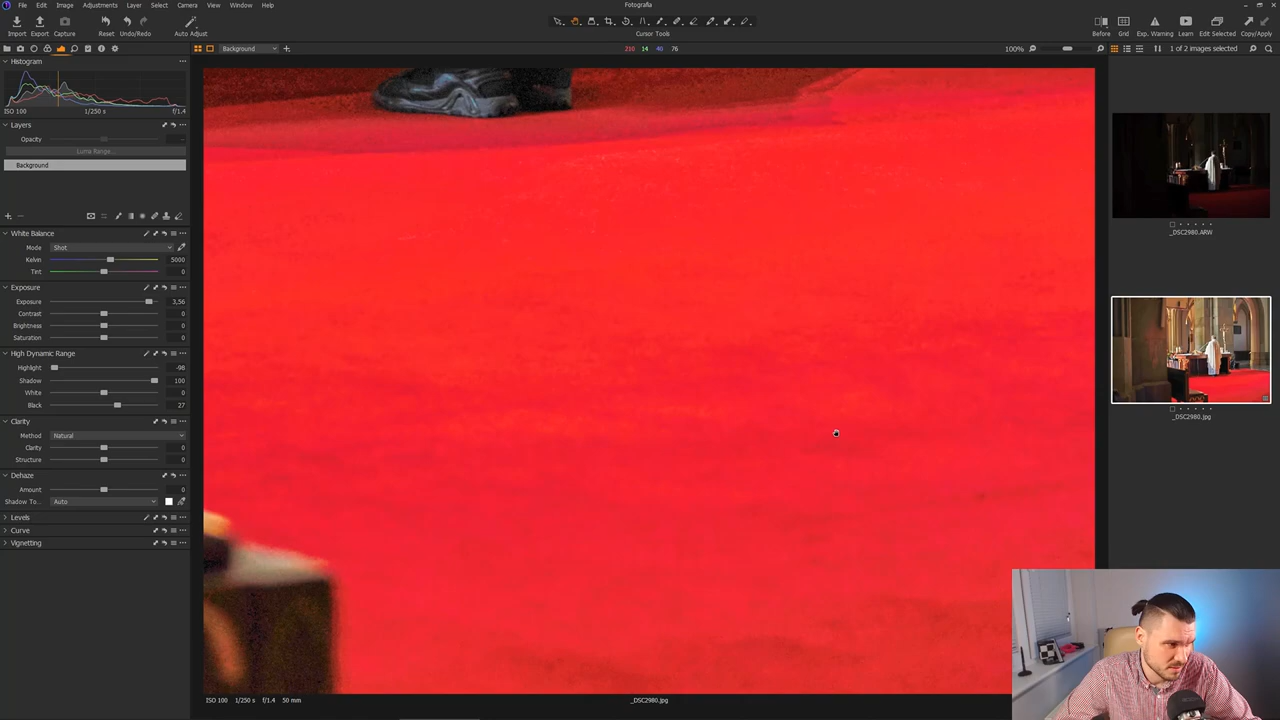 File Edit Image Adjustments Layer Select Camera View Window Help
Fotografia
Import Export Capture Reset Undo/Redo Auto Adjust
Cursor Tools
Before Grid Exp. Warning Learn Edit Selected Copy/Apply
Background
210 14 40 76
100%
1 of 2 images selected
Histogram
ISO 100 1/250 s f/1.4
Layers
Opacity
Luma Range...
Background
White Balance
Mode Shot
Kelvin 5000
Tint 0
Exposure
Exposure 3,56
Contrast 0
Brightness 0
Saturation 0
High Dynamic Range
Highlight -98
Shadow 100
White 0
Black 27
Clarity
Method Natural
Clarity 0
Structure 0
Dehaze
Amount 0
Shadow To... Auto
Levels
Curve
Vignetting
_DSC2980.ARW
_DSC2980.jpg
ISO 100 1/250 s f/1.4 50 mm
_DSC2980.jpg